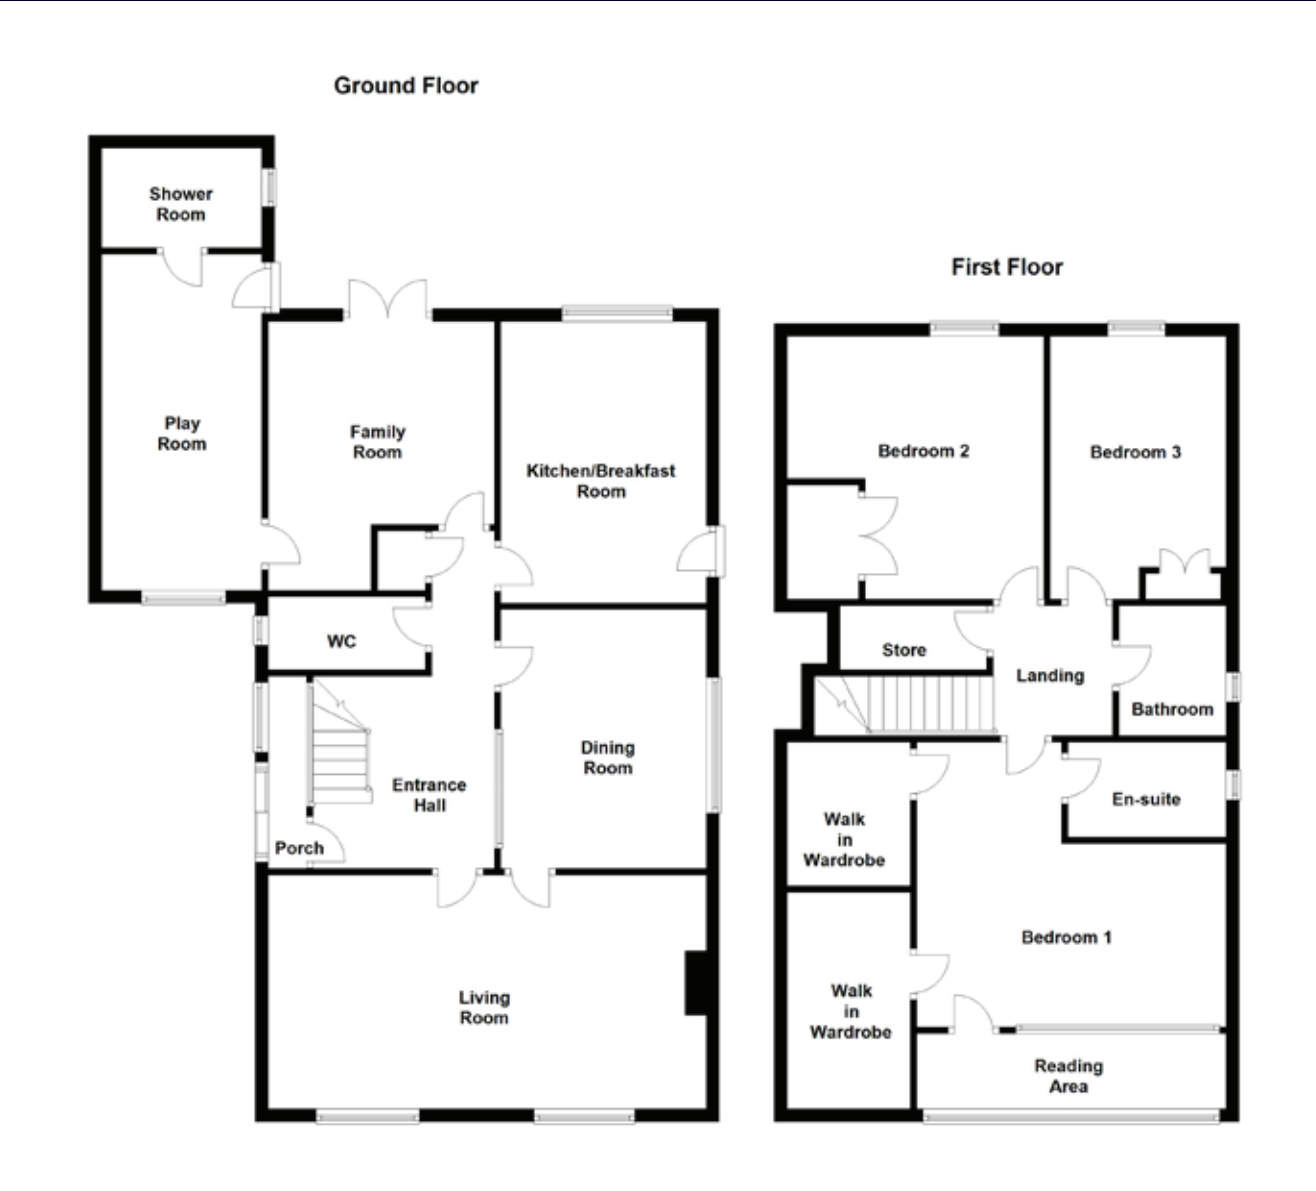 Ground Floor
Shower
Room
Play
Room
Family
Room
Kitchen/Breakfast
Room
WC
Entrance
Hall
Dining
Room
Porch
Living
Room
First Floor
Bedroom 2
Bedroom 3
Store
Landing
Bathroom
Walk
in
Wardrobe
En-suite
Bedroom 1
Walk
in
Wardrobe
Reading
Area